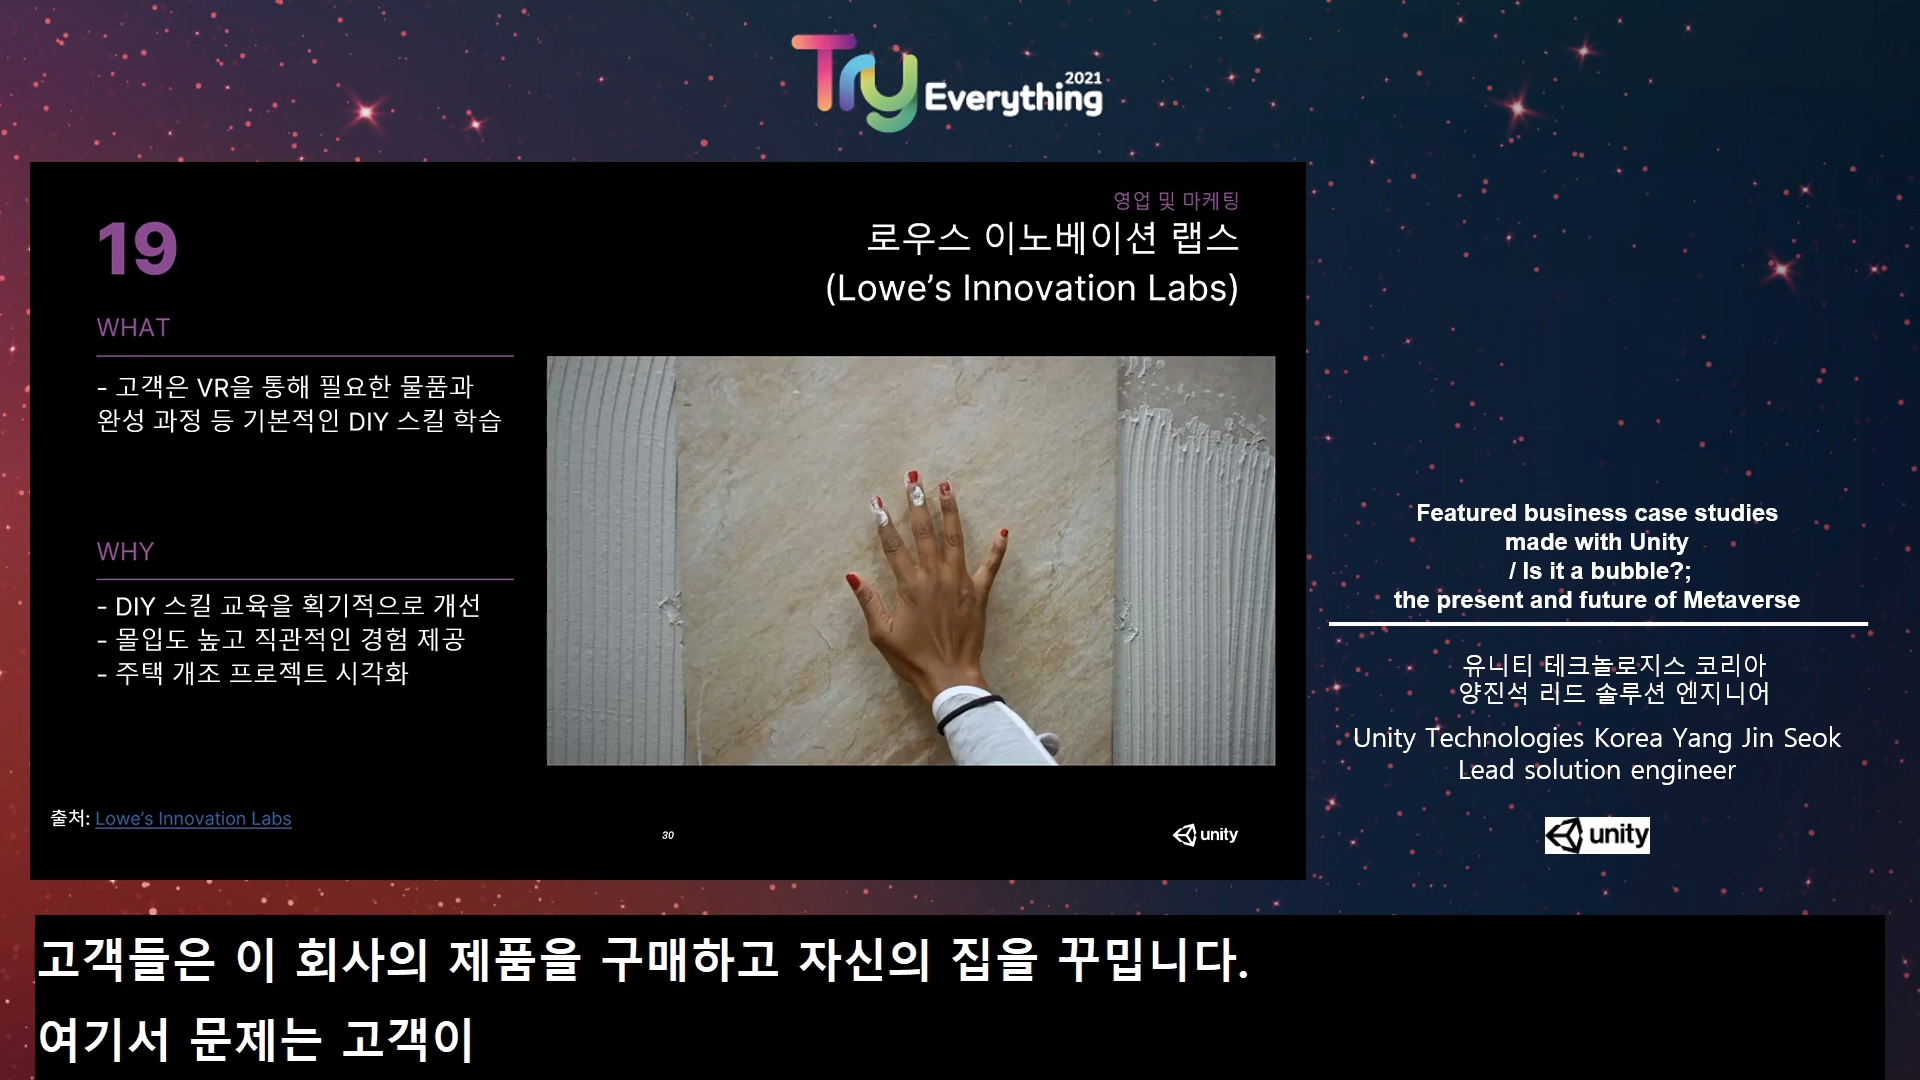 Try Everything 2021
19
영업 및 마케팅
로우스 이노베이션 랩스
(Lowe's Innovation Labs)
WHAT
- 고객은 VR을 통해 필요한 물품과
완성 과정 등 기본적인 DIY 스킬 학습
WHY
- DIY 스킬 교육을 획기적으로 개선
- 몰입도 높고 직관적인 경험 제공
- 주택 개조 프로젝트 시각화
출처: Lowe's Innovation Labs
30
unity
Featured business case studies
made with Unity
/ Is it a bubble?;
the present and future of Metaverse
유니티 테크놀로지스 코리아
양진석 리드 솔루션 엔지니어
Unity Technologies Korea Yang Jin Seok
Lead solution engineer
unity
고객들은 이 회사의 제품을 구매하고 자신의 집을 꾸밉니다.
여기서 문제는 고객이